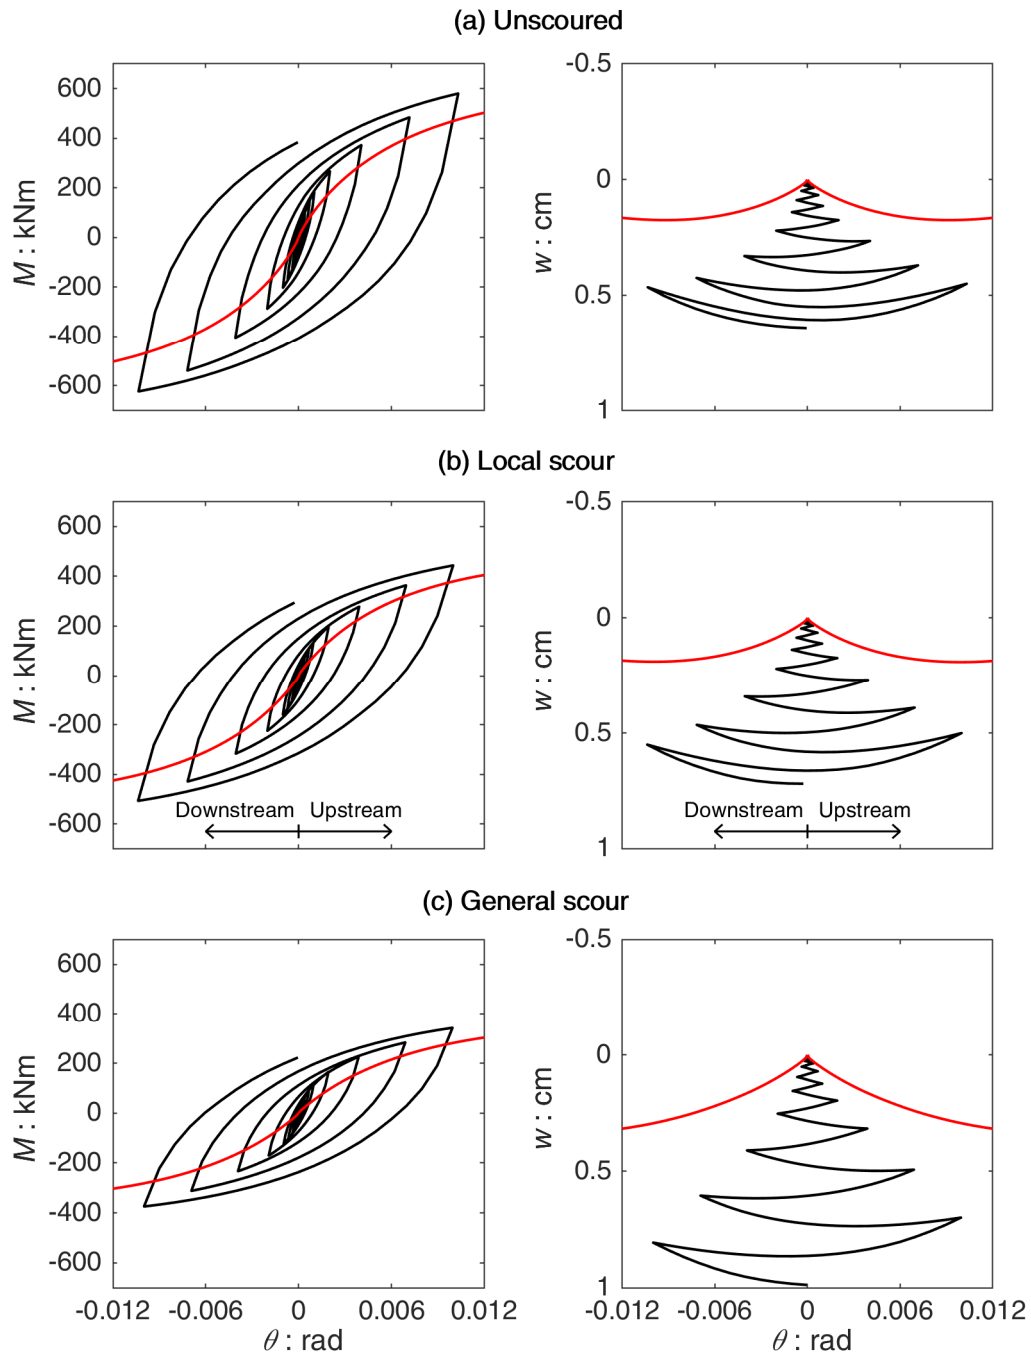 (a) Unscoured
600
400
200
0
-200
-400
-600
M : kNm
-0.5
0
0.5
1
w : cm
(b) Local scour
600
400
200
0
-200
-400
-600
M : kNm
Downstream Upstream
-0.5
0
0.5
1
w : cm
Downstream Upstream
(c) General scour
600
400
200
0
-200
-400
-600
M : kNm
-0.012 -0.006 0 0.006 0.012
θ : rad
-0.5
0
0.5
1
w : cm
-0.012 -0.006 0 0.006 0.012
θ : rad